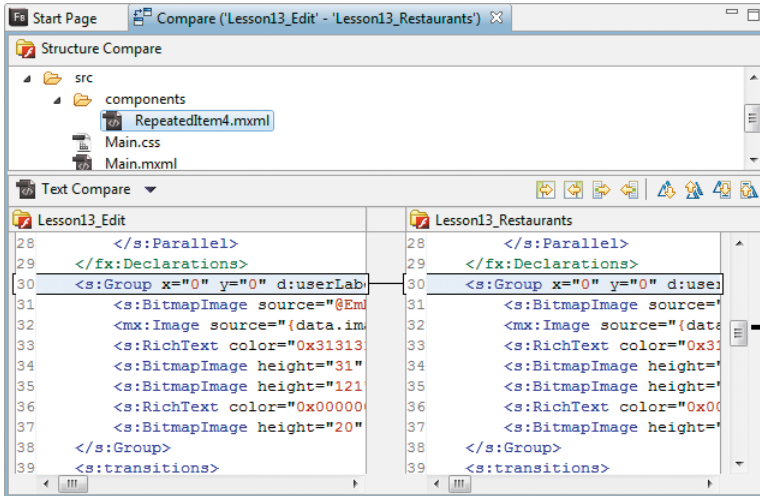 Fb Start Page Compare ('Lesson13_Edit' - 'Lesson13_Restaurants')
Structure Compare
src
components
RepeatedItem4.mxml
Main.css
Main.mxml
Text Compare
Lesson13_Edit
28 </s:Parallel>
29 </fx:Declarations>
30 <s:Group x="0" y="0" d:userLab
31 <s:BitmapImage source="@Em
32 <mx:Image source="{data.im
33 <s:RichText color="0x31313
34 <s:BitmapImage height="31"
35 <s:BitmapImage height="121"
36 <s:RichText color="0x00000
37 <s:BitmapImage height="20"
38 </s:Group>
39 <s:transitions>
Lesson13_Restaurants
28 </s:Parallel>
29 </fx:Declarations>
30 <s:Group x="0" y="0" d:user
31 <s:BitmapImage source="
32 <mx:Image source="{data
33 <s:RichText color="0x31
34 <s:BitmapImage height="
35 <s:BitmapImage height="
36 <s:RichText color="0x00
37 <s:BitmapImage height="
38 </s:Group>
39 <s:transitions>